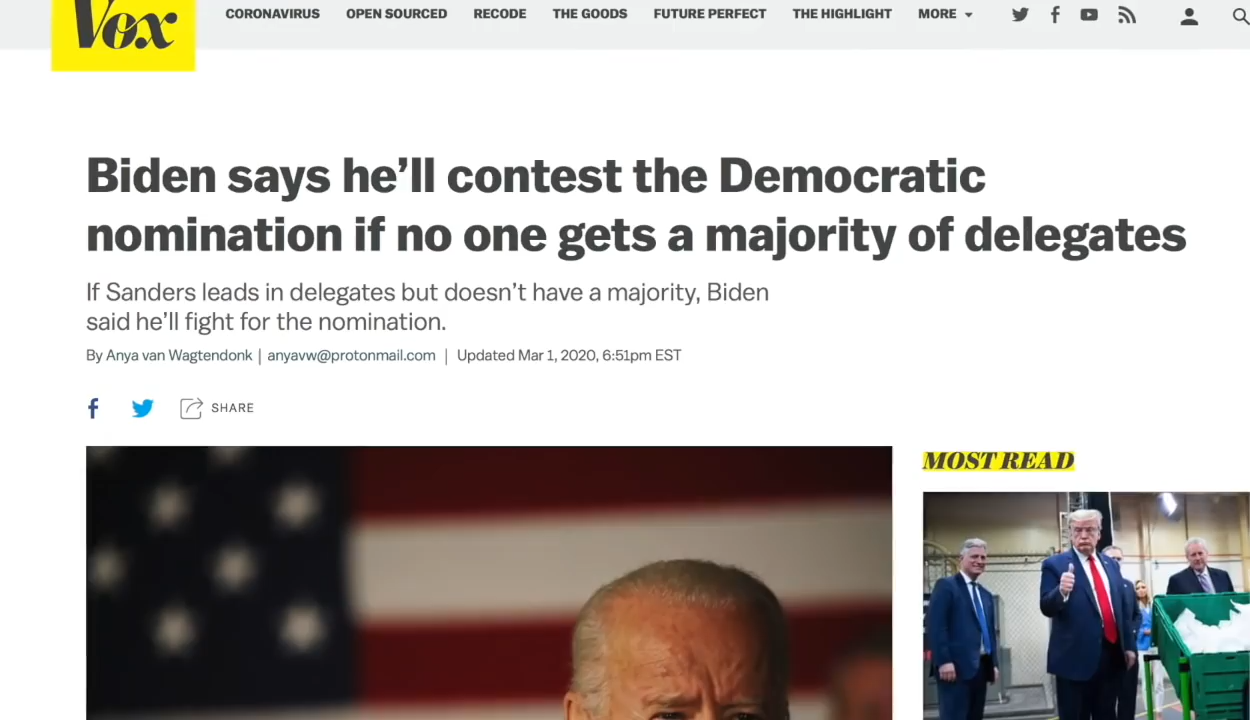 Vox
CORONAVIRUS OPEN SOURCED RECODE THE GOODS FUTURE PERFECT THE HIGHLIGHT MORE
Biden says he’ll contest the Democratic
nomination if no one gets a majority of delegates
If Sanders leads in delegates but doesn’t have a majority, Biden
said he’ll fight for the nomination.
By Anya van Wagtendonk | anyavw@protonmail.com | Updated Mar 1, 2020, 6:51pm EST
SHARE
MOST READ